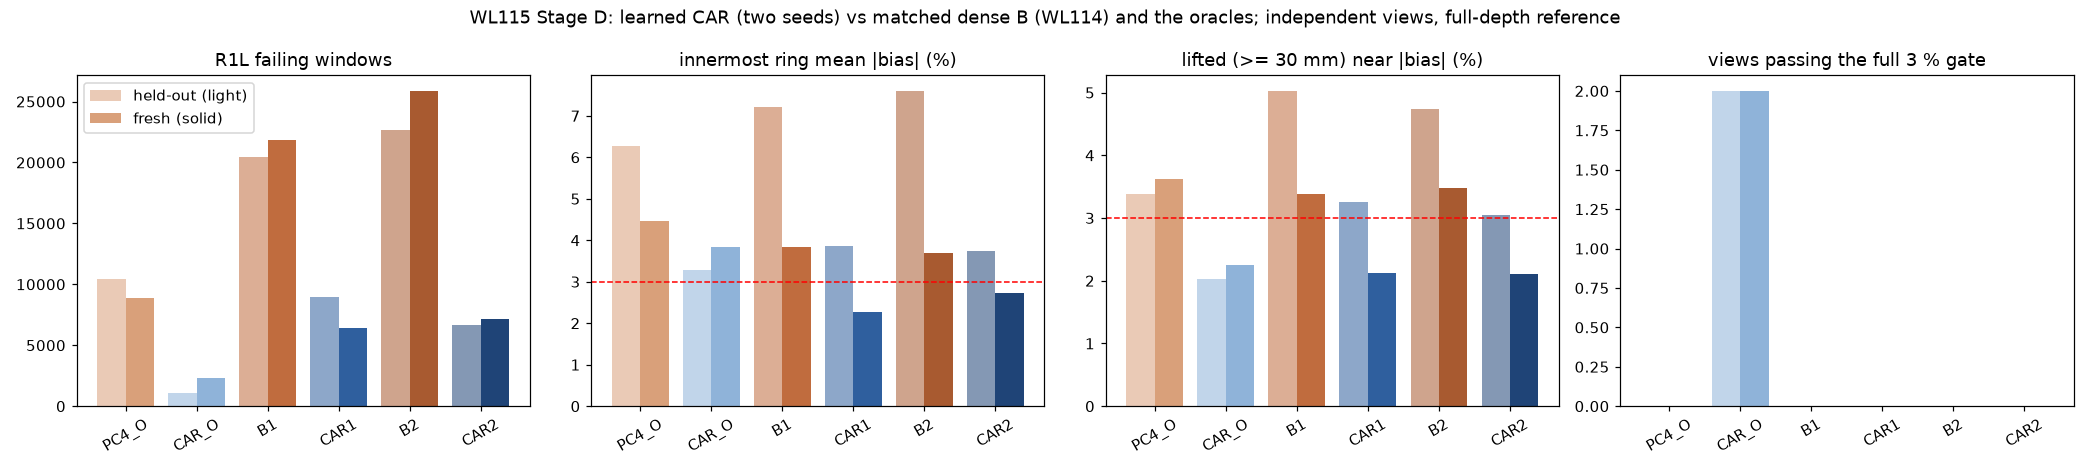 WL115 Stage D: learned CAR (two seeds) vs matched dense B (WL114) and the oracles; independent views, full-depth reference
R1L failing windows
held-out (light)
fresh (solid)
25000
20000
15000
10000
5000
0
PC4_O
CAR_O
B1
CAR1
B2
CAR2
innermost ring mean |bias| (%)
7
6
5
4
3
2
1
0
PC4_O
CAR_O
B1
CAR1
B2
CAR2
lifted (>= 30 mm) near |bias| (%)
5
4
3
2
1
0
PC4_O
CAR_O
B1
CAR1
B2
CAR2
views passing the full 3 % gate
2.00
1.75
1.50
1.25
1.00
0.75
0.50
0.25
0.00
PC4_O
CAR_O
B1
CAR1
B2
CAR2